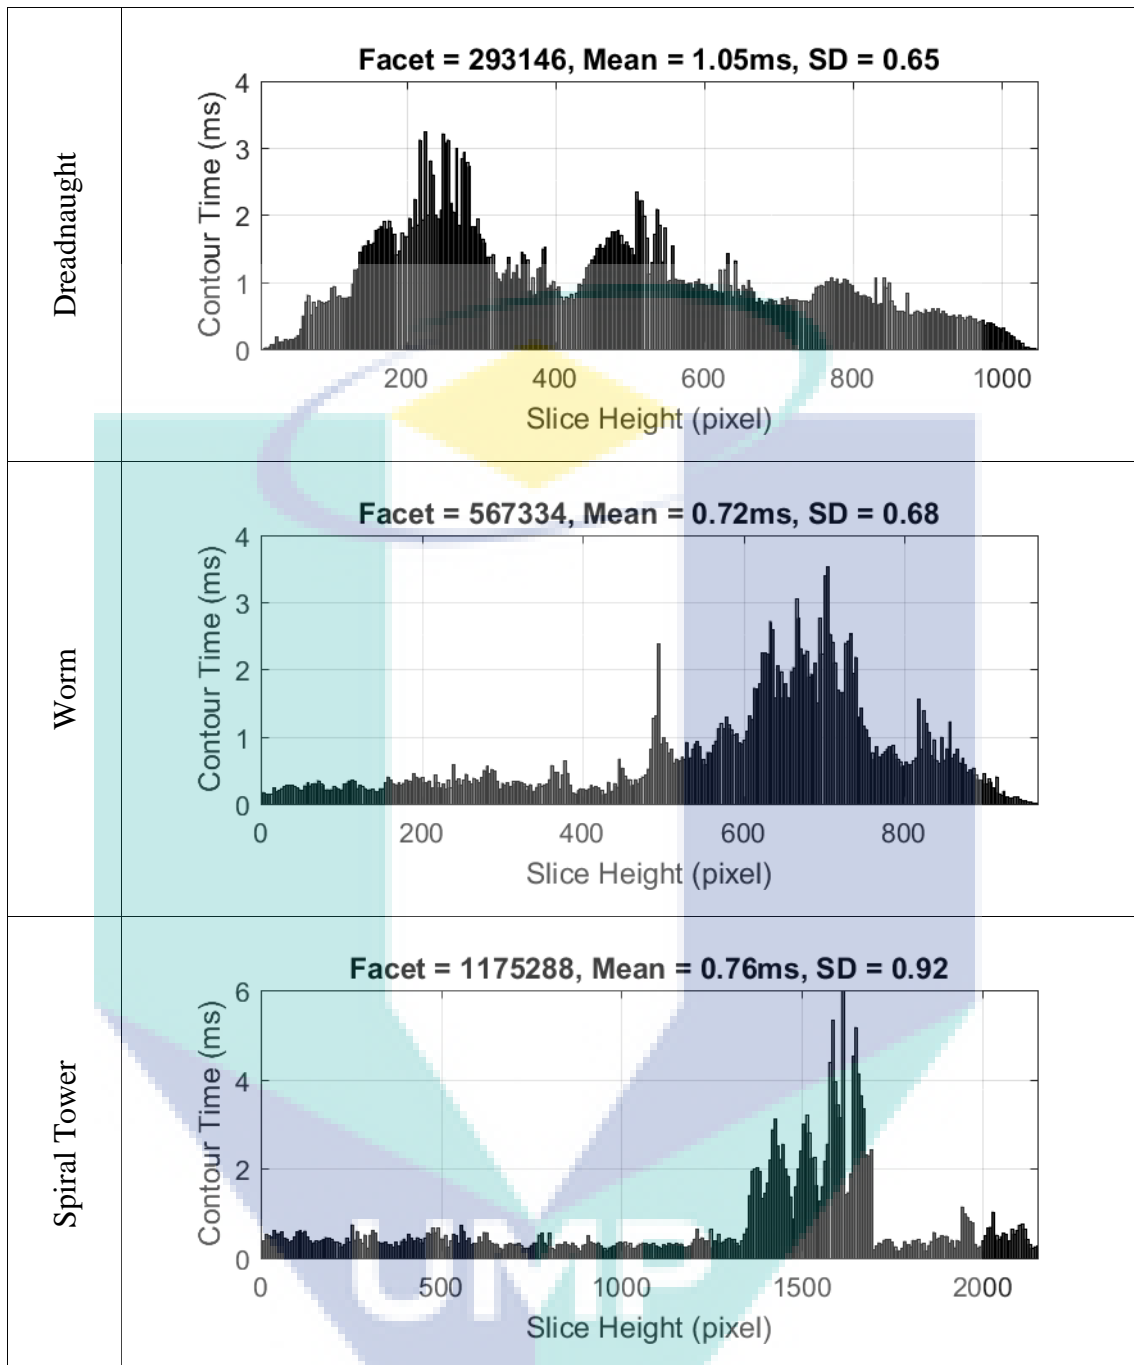 Dreadnaught
Facet = 293146, Mean = 1.05ms, SD = 0.65
Contour Time (ms)
4
3
2
1
0
200 400 600 800 1000
Slice Height (pixel)
Worm
Facet = 567334, Mean = 0.72ms, SD = 0.68
Contour Time (ms)
4
3
2
1
0
0 200 400 600 800
Slice Height (pixel)
Spiral Tower
Facet = 1175288, Mean = 0.76ms, SD = 0.92
Contour Time (ms)
6
4
2
0
0 500 1000 1500 2000
Slice Height (pixel)
UMP